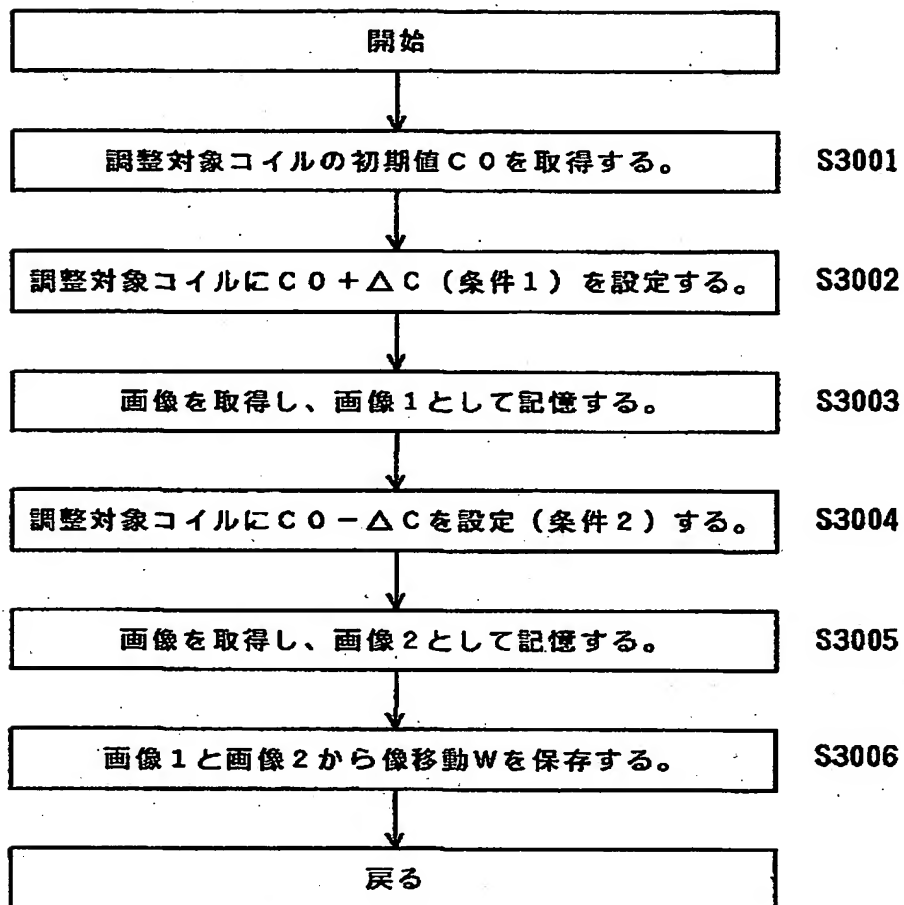 開始
調整対象コイルの初期値C0を取得する。 S3001
調整対象コイルにC0+△C(条件1)を設定する。 S3002
画像を取得し、画像1として記憶する。 S3003
調整対象コイルにC0-△Cを設定(条件2)する。 S3004
画像を取得し、画像2として記憶する。 S3005
画像1と画像2から像移動Wを保存する。 S3006
戻る